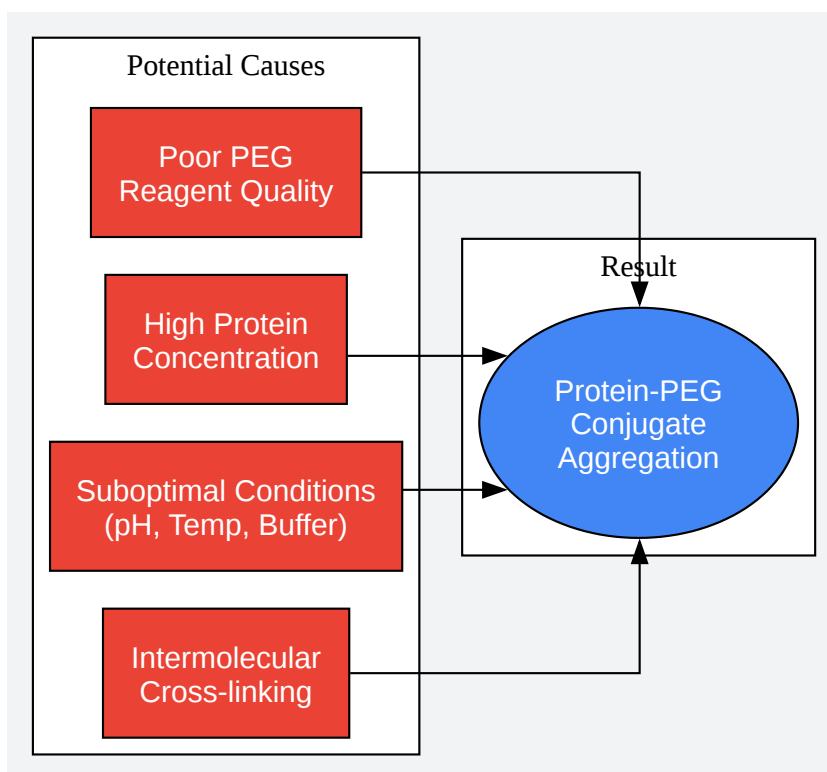 Potential Causes
Poor PEG
Reagent Quality
High Protein
Concentration
Suboptimal Conditions
(pH, Temp, Buffer)
Intermolecular
Cross-linking
Result
Protein-PEG
Conjugate
Aggregation